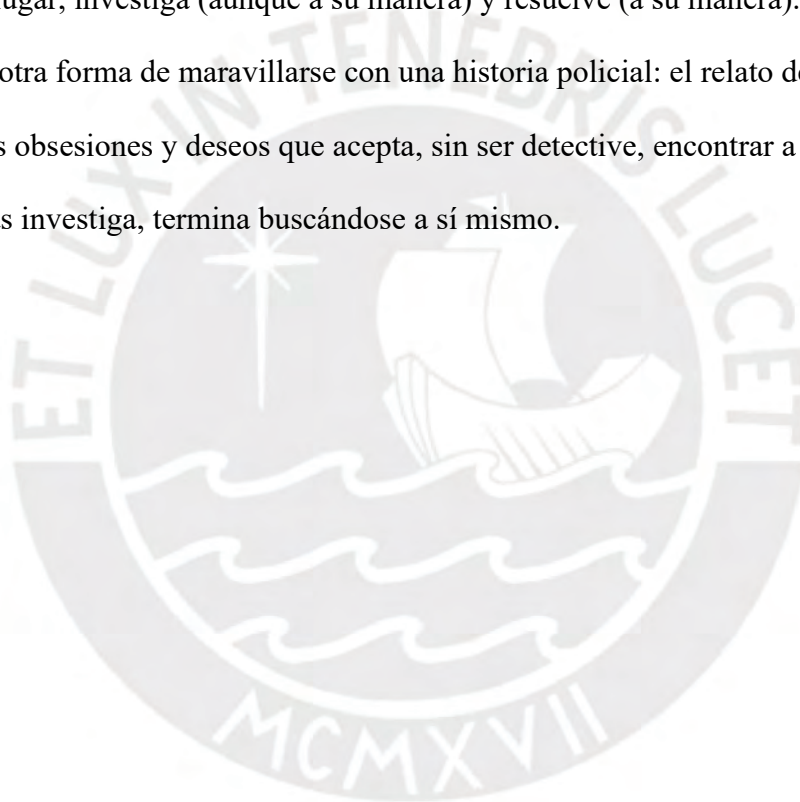 lugar, investiga (aunque a su manera) y resuelve (a su manera).
otra forma de maravillarse con una historia policial: el relato de
s obsesiones y deseos que acepta, sin ser detective, encontrar a
s investiga, termina buscándose a sí mismo.
ET LUX IN TENEBRIS LUCET
MCMXVII